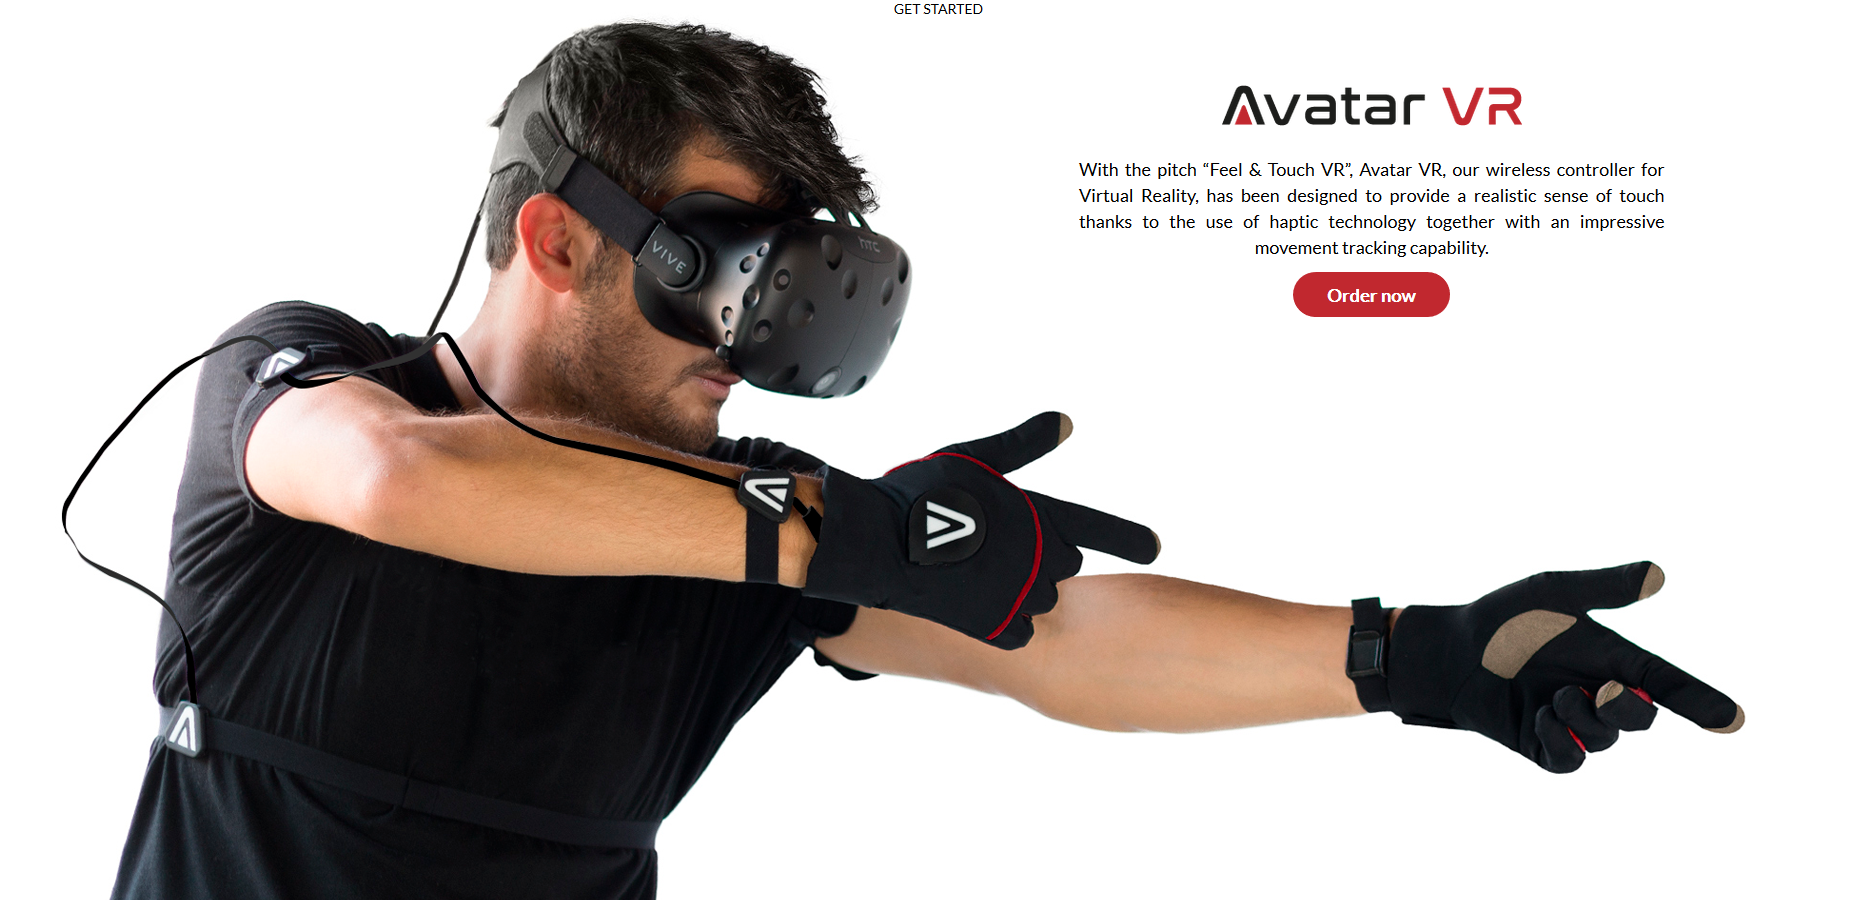 GET STARTED
Avatar VR
With the pitch “Feel & Touch VR”, Avatar VR, our wireless controller for
Virtual Reality, has been designed to provide a realistic sense of touch
thanks to the use of haptic technology together with an impressive
movement tracking capability.
Order now
VIVE
hTC